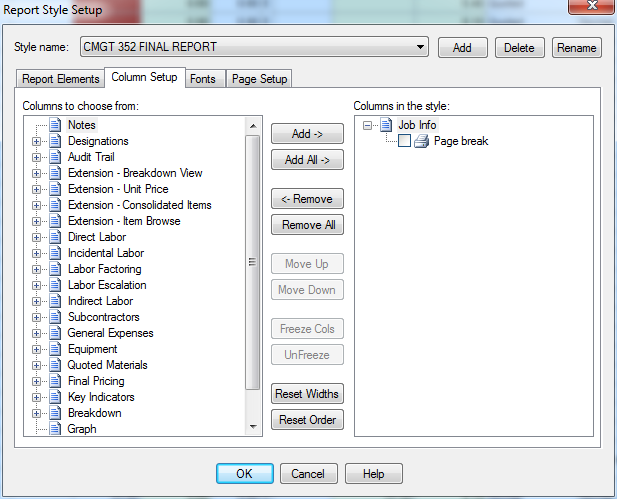 Report Style Setup
Style name: CMGT 352 FINAL REPORT Add Delete Rename
Report Elements Column Setup Fonts Page Setup
Columns to choose from:
Notes
Designations
Audit Trail
Extension - Breakdown View
Extension - Unit Price
Extension - Consolidated Items
Extension - Item Browse
Direct Labor
Incidental Labor
Labor Factoring
Labor Escalation
Indirect Labor
Subcontractors
General Expenses
Equipment
Quoted Materials
Final Pricing
Key Indicators
Breakdown
Graph
Add ->
Add All ->
<- Remove
Remove All
Move Up
Move Down
Freeze Cols
UnFreeze
Reset Widths
Reset Order
Columns in the style:
Job Info
Page break
OK Cancel Help